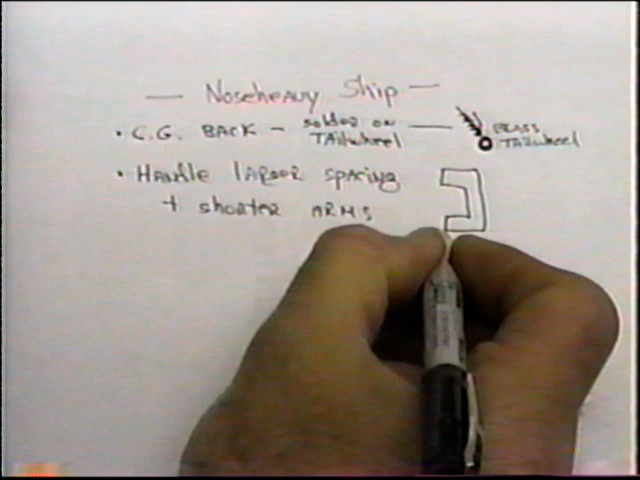 — Noseheavy Ship —
• C.G. BACK – solder on TAilwheel —
BRASS TAilwheel
• HANdle lArger spacing
+ shorter ARMS